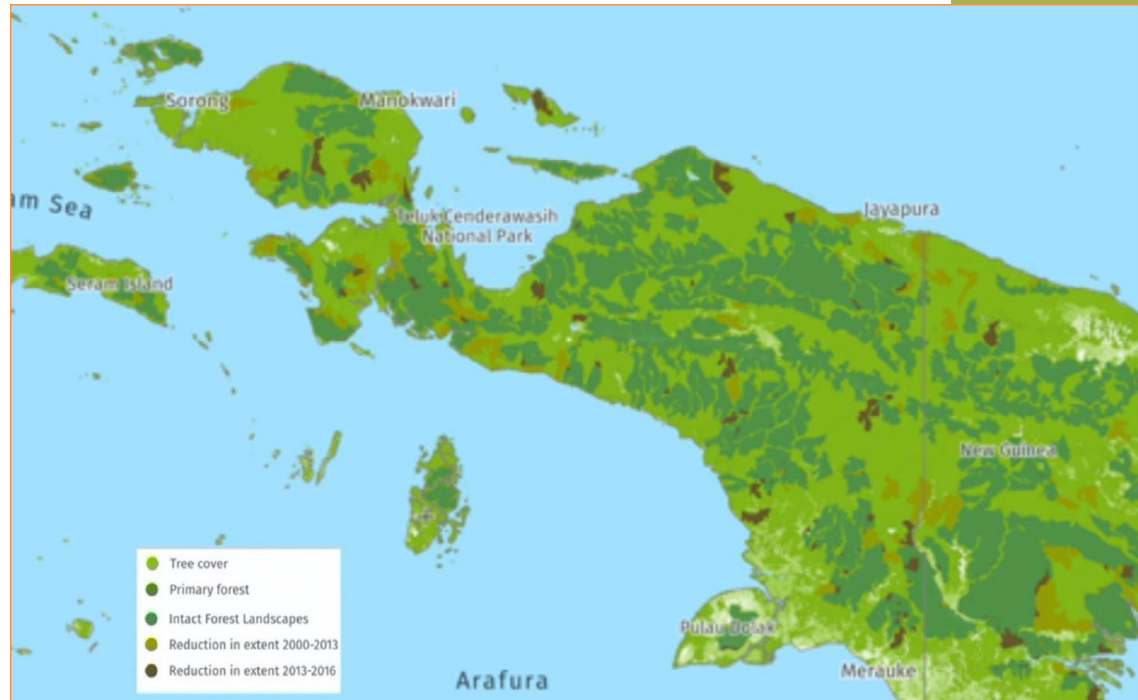 Sorong
Manokwari
am Sea
Teluk Cenderawasih
National Park
Jayapura
Seram Island
New Guinea
Tree cover
Primary forest
Intact Forest Landscapes
Reduction in extent 2000-2013
Reduction in extent 2013-2016
Pulau Dolak
Merauke
Arafura